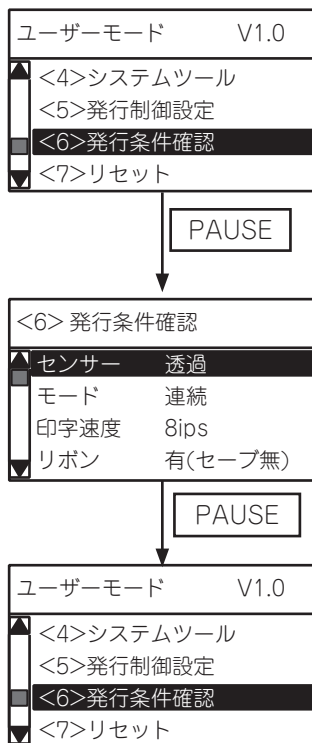 ユーザーモード V1.0
<4>システムツール
<5>発行制御設定
<6>発行条件確認
<7>リセット
PAUSE
<6> 発行条件確認
センサー 透過
モード 連続
印字速度 8ips
リボン 有(セーブ無)
PAUSE
ユーザーモード V1.0
<4>システムツール
<5>発行制御設定
<6>発行条件確認
<7>リセット